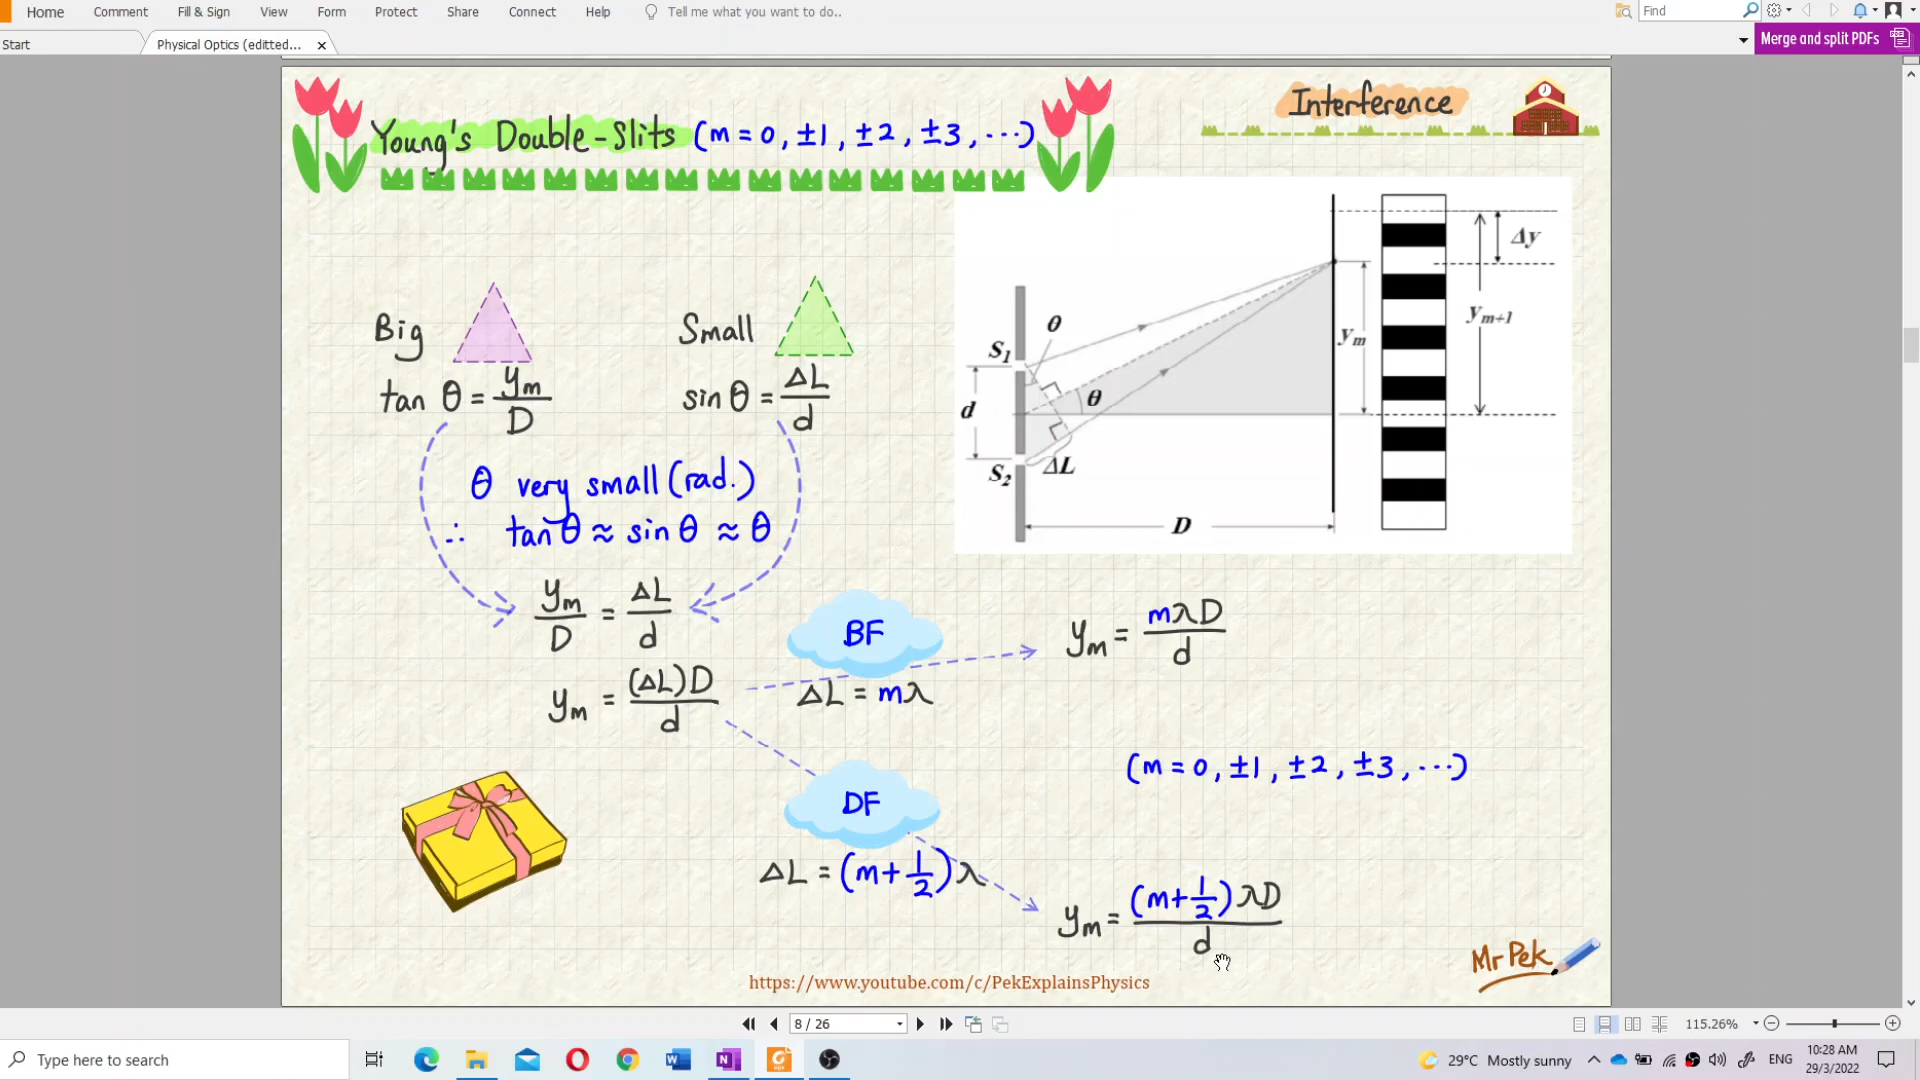 Home Comment Fill & Sign View Form Protect Share Connect Help Tell me what you want to do.. Find
Start Physical Optics (editted... × Merge and split PDFs
Interference
Young's Double-Slits (m = 0, ±1, ±2, ±3, ...)
Big Small
tan θ = yₘ/D sin θ = ΔL/d
θ very small (rad.)
∴ tan θ ≈ sin θ ≈ θ
yₘ/D = ΔL/d
yₘ = (ΔL)D/d
BF
ΔL = mλ
yₘ = mλD/d
(m = 0, ±1, ±2, ±3, ...)
DF
ΔL = (m+1/2)λ
yₘ = (m+1/2)λD/d
S₁
S₂
d
θ
θ
ΔL
D
yₘ
Δy
yₘ₊₁
Mr Pek
https://www.youtube.com/c/PekExplainsPhysics
8 / 26 115.26%
Type here to search 29°C Mostly sunny ENG 10:28 AM
29/3/2022